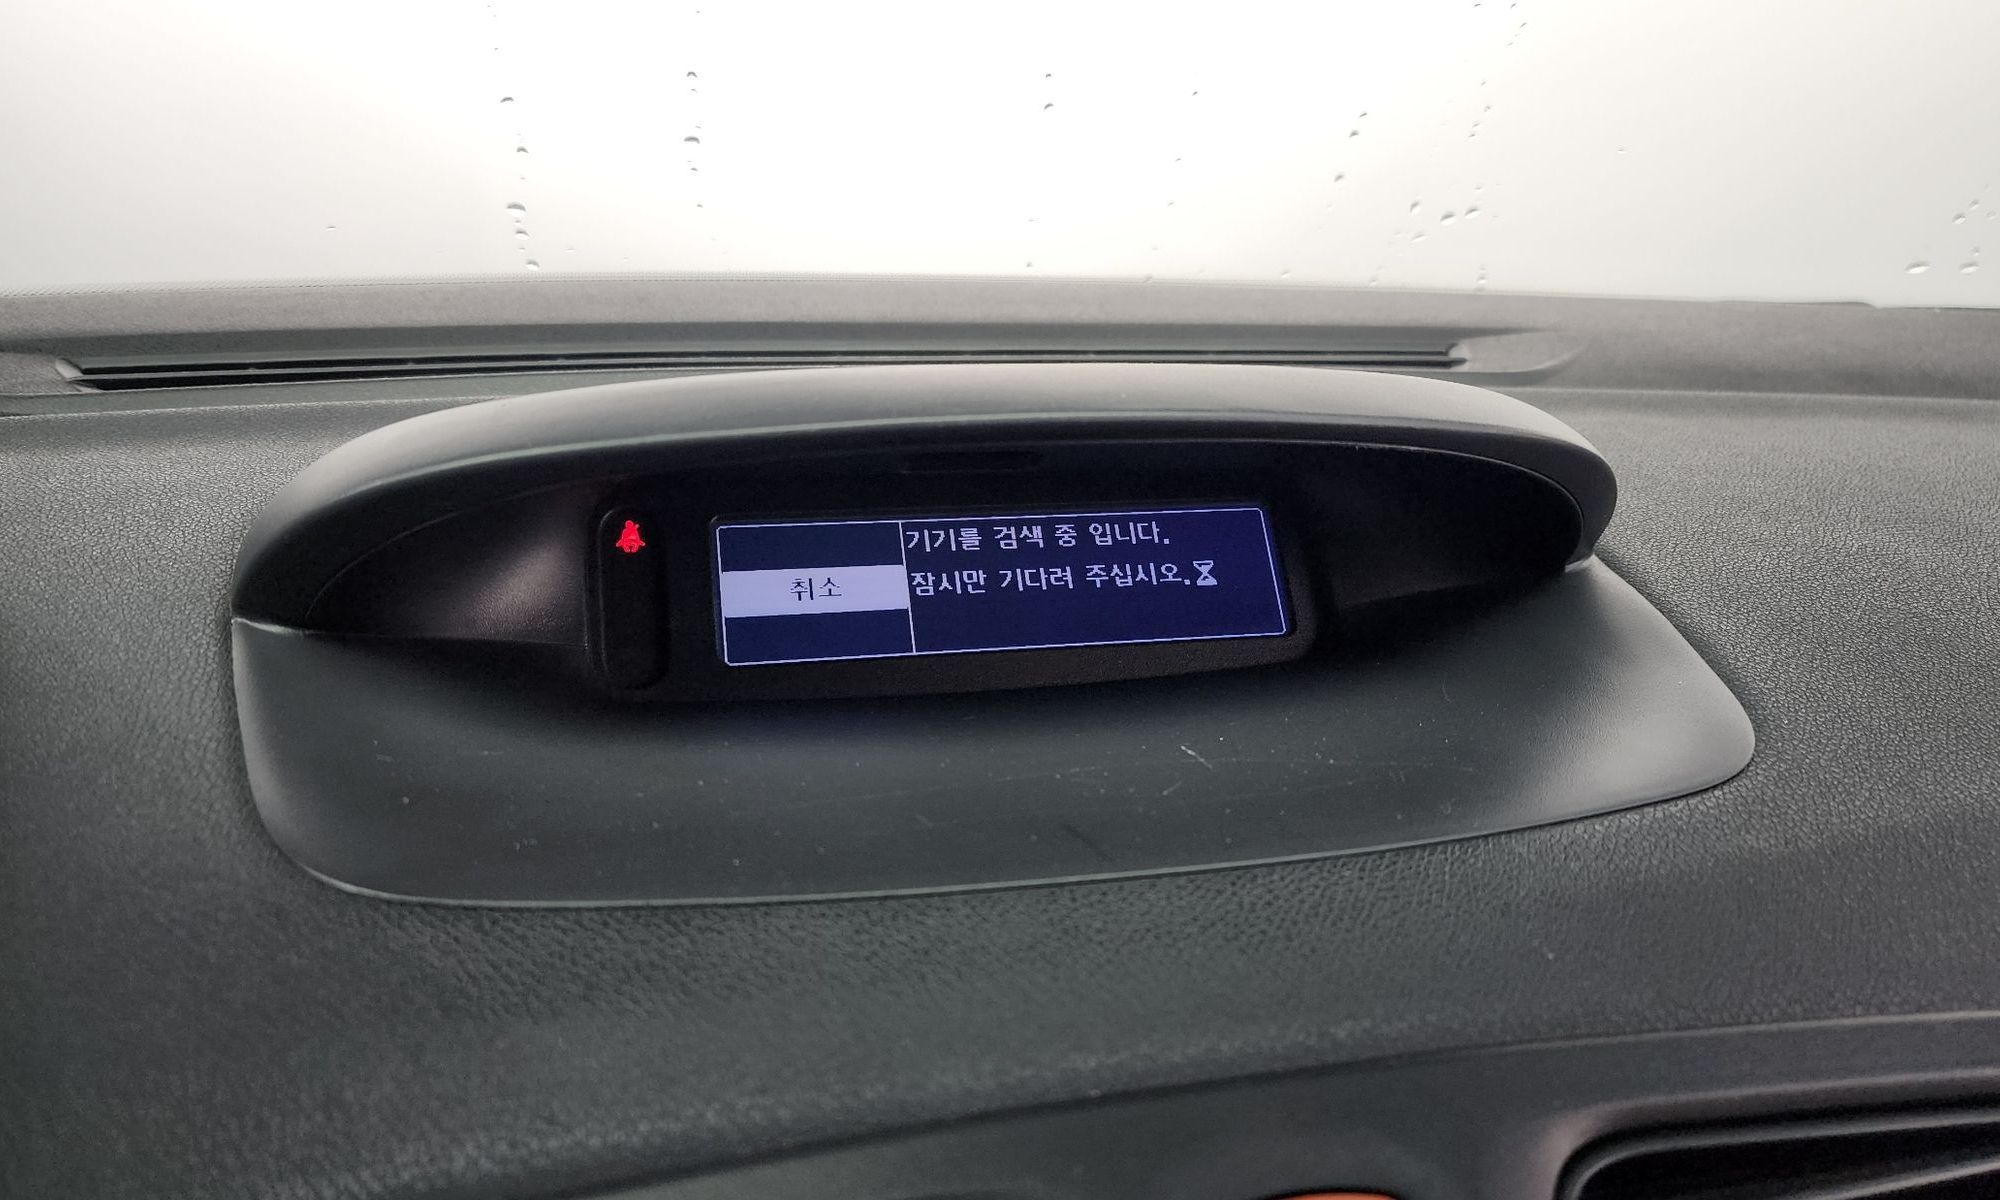 취소
기기를 검색 중 입니다.
잠시만 기다려 주십시오.